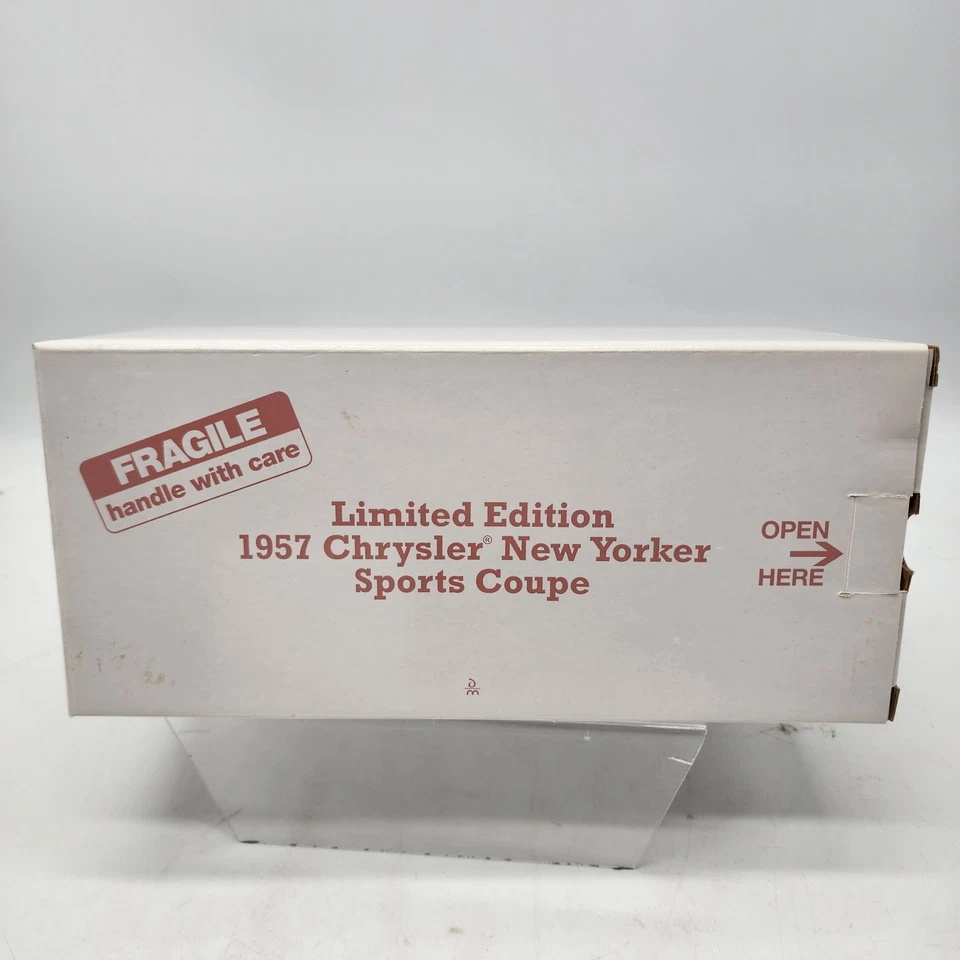 FRAGILE
handle with care
Limited Edition
1957 Chrysler® New Yorker
Sports Coupe
OPEN
HERE